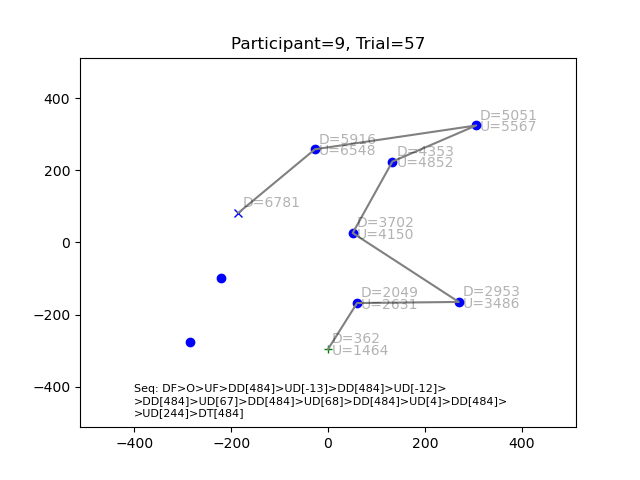 Participant=9, Trial=57
400
200
0
−200
−400
D=5051
U=5567
D=5916
U=6548
D=4353
U=4852
D=6781
D=3702
U=4150
D=2049
U=2631
D=2953
U=3486
D=362
U=1464
Seq: DF>O>UF>DD[484]>UD[-13]>DD[484]>UD[-12]>
>DD[484]>UD[67]>DD[484]>UD[68]>DD[484]>UD[4]>DD[484]>
>UD[244]>DT[484]
−400 −200 0 200 400